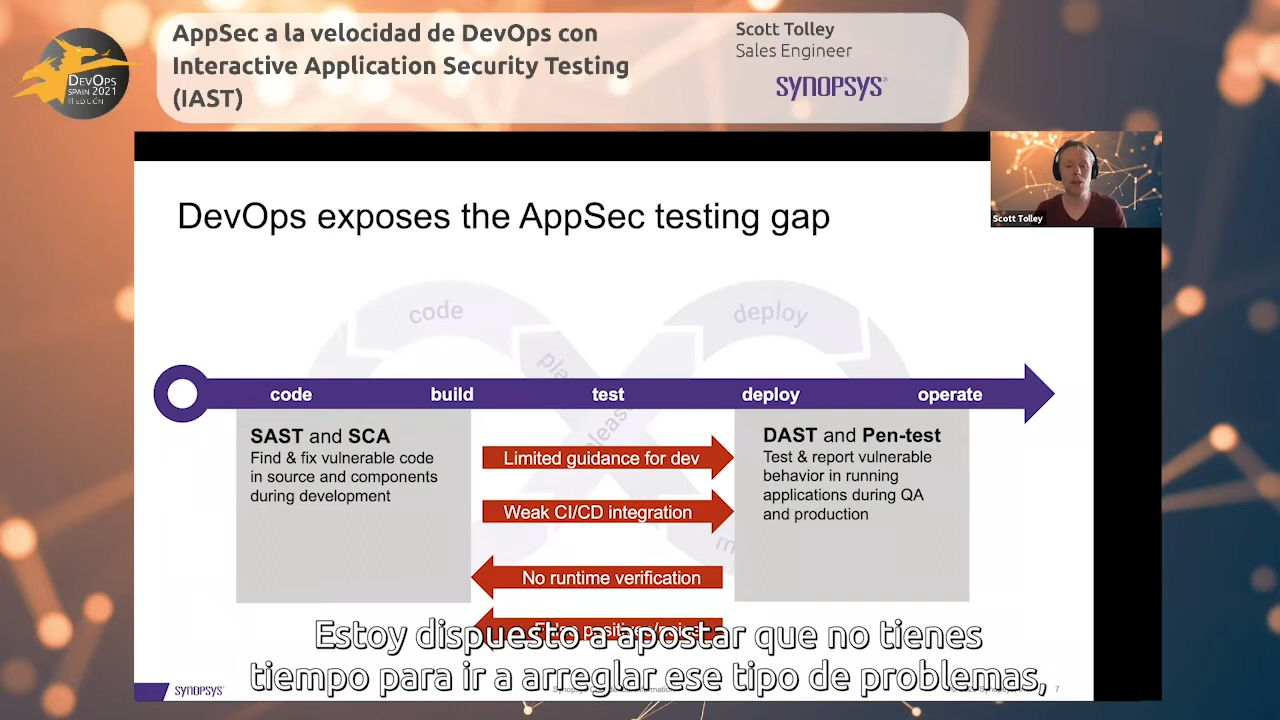 AppSec a la velocidad de DevOps con
Interactive Application Security Testing
(IAST)
Scott Tolley
Sales Engineer
SYNOPSYS®
DEVOPS
SPAIN 2021
II EDICIÓN
Scott Tolley
DevOps exposes the AppSec testing gap
code
deploy
code
build
test
deploy
operate
SAST and SCA
Find & fix vulnerable code
in source and components
during development
Limited guidance for dev
Weak CI/CD integration
No runtime verification
DAST and Pen-test
Test & report vulnerable
behavior in running
applications during QA
and production
Estoy dispuesto a apostar que no tienes
tiempo para ir a arreglar ese tipo de problemas,
SYNOPSYS®
7